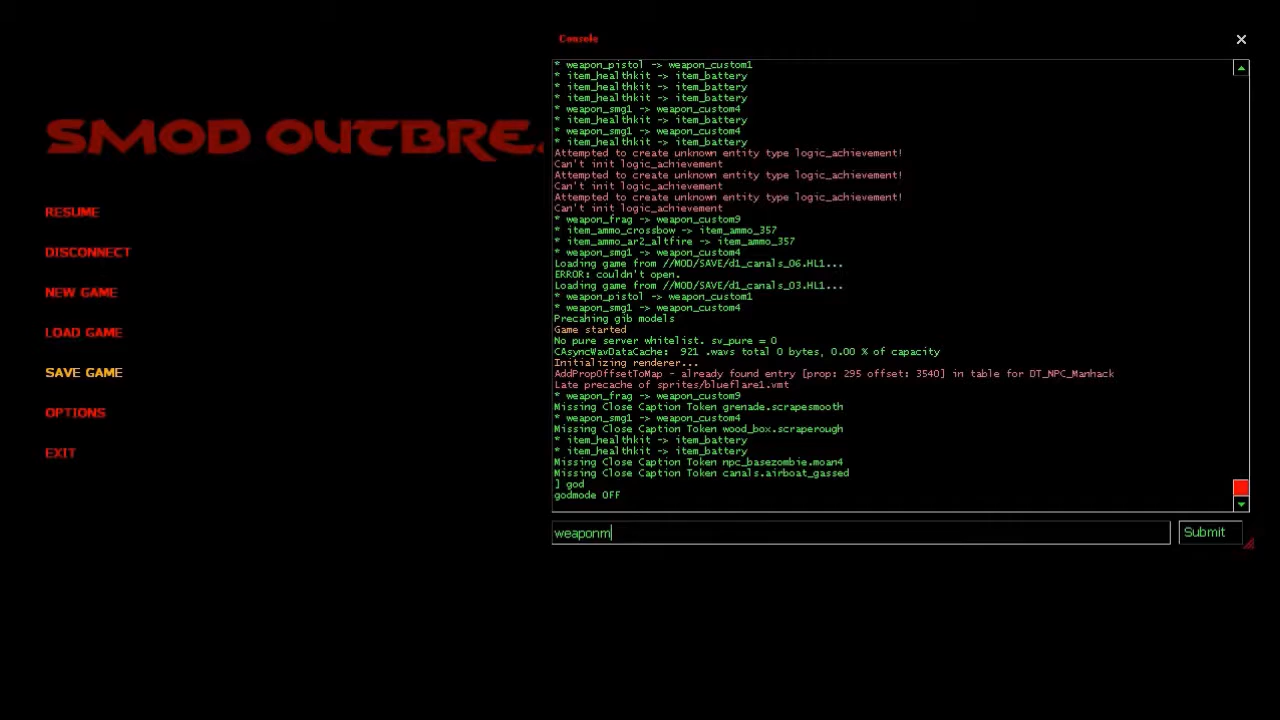 Console
* weapon_pistol -> weapon_custom1
* item_healthkit -> item_battery
* item_healthkit -> item_battery
* item_healthkit -> item_battery
* weapon_smg1 -> weapon_custom4
* item_healthkit -> item_battery
* weapon_smg1 -> weapon_custom4
* item_healthkit -> item_battery
Attempted to create unknown entity type logic_achievement!
Can't init logic_achievement
Attempted to create unknown entity type logic_achievement!
Can't init logic_achievement
Attempted to create unknown entity type logic_achievement!
Can't init logic_achievement
* weapon_frag -> weapon_custom9
* item_ammo_crossbow -> item_ammo_357
* item_ammo_ar2_altfire -> item_ammo_357
* weapon_smg1 -> weapon_custom4
Loading game from //MOD/SAVE/d1_canals_06.HL1...
ERROR: couldn't open.
Loading game from //MOD/SAVE/d1_canals_03.HL1...
* weapon_pistol -> weapon_custom1
* weapon_smg1 -> weapon_custom4
Precahing gib models
Game started
No pure server whitelist. sv_pure = 0
CAsyncWavDataCache:  921 .wavs total 0 bytes, 0.00 % of capacity
Initializing renderer...
AddPropOffsetToMap - already found entry [prop: 295 offset: 3540] in table for DT_NPC_Manhack
Late precache of sprites/blueflare1.vmt
* weapon_frag -> weapon_custom9
Missing Close Caption Token grenade.scrapesmooth
* weapon_smg1 -> weapon_custom4
Missing Close Caption Token wood_box.scraperough
* item_healthkit -> item_battery
* item_healthkit -> item_battery
Missing Close Caption Token npc_basezombie.moan4
Missing Close Caption Token canals.airboat_gassed
] god
godmode OFF
weaponm
Submit
SMOD OUTBRE
RESUME
DISCONNECT
NEW GAME
LOAD GAME
SAVE GAME
OPTIONS
EXIT